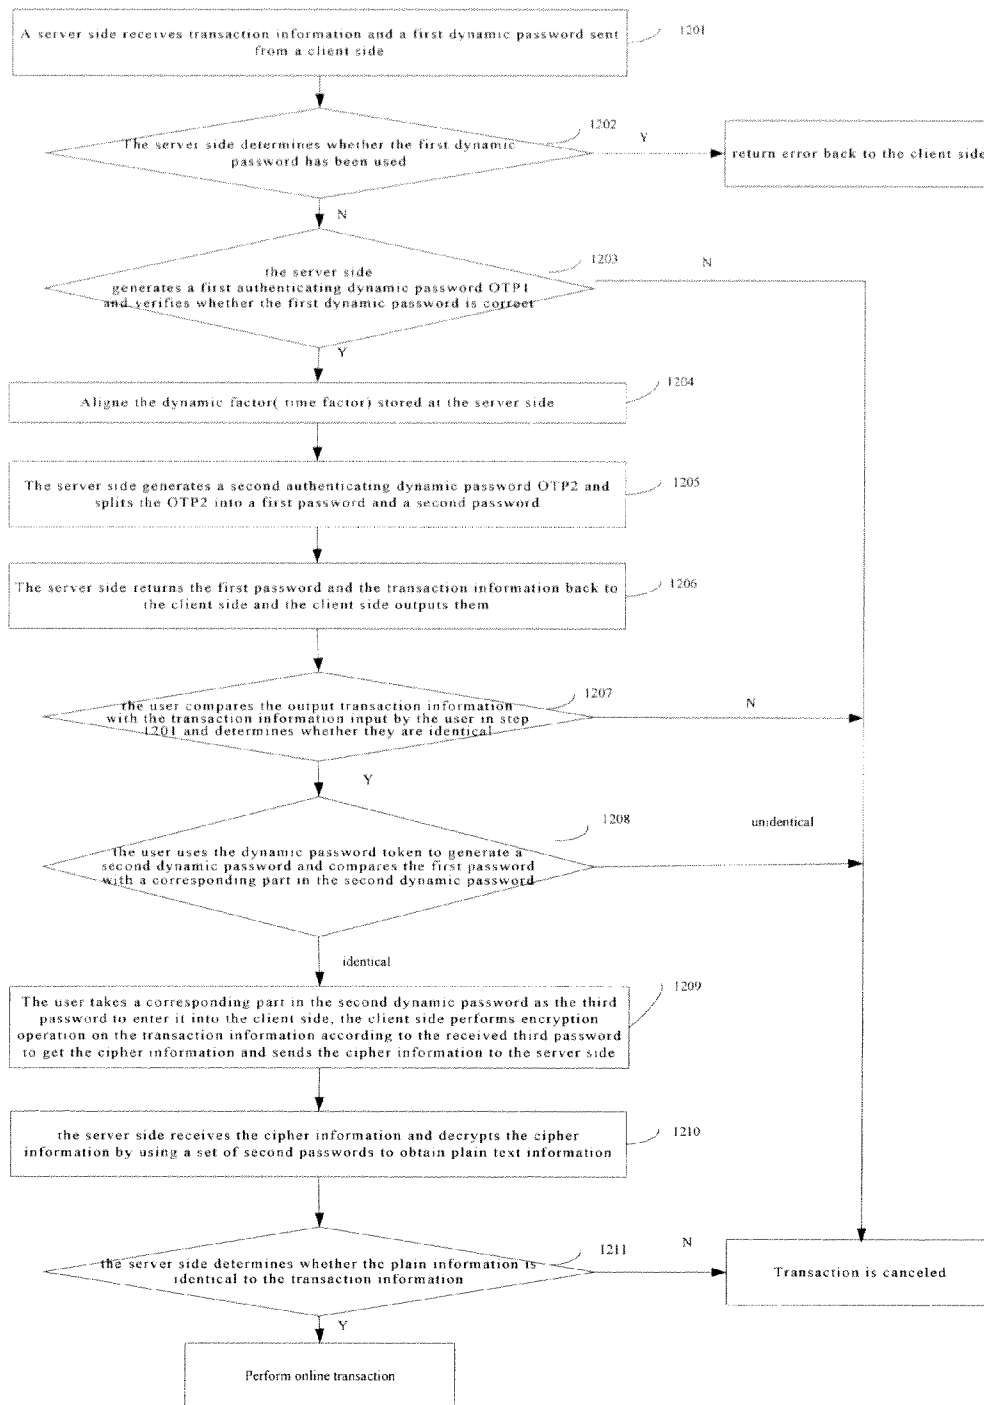 A server side receives transaction information and a first dynamic password sent
from a client side
1201
The server side determines whether the first dynamic
password has been used
1202
Y
return error back to the client side
N
the server side
generates a first authenticating dynamic password OTP1
and verifies whether the first dynamic password is correct
1203
N
Y
Aligne the dynamic factor( time factor) stored at the server side
1204
The server side generates a second authenticating dynamic password OTP2 and
splits the OTP2 into a first password and a second password
1205
The server side returns the first password and the transaction information back to
the client side and the client side outputs them
1206
the user compares the output transaction information
with the transaction information input by the user in step
1201 and determines whether they are identical
1207
N
Y
The user uses the dynamic password token to generate a
second dynamic password and compares the first password
with a corresponding part in the second dynamic password
1208
unidentical
identical
The user takes a corresponding part in the second dynamic password as the third
password to enter it into the client side, the client side performs encryption
operation on the transaction information according to the received third password
to get the cipher information and sends the cipher information to the server side
1209
the server side receives the cipher information and decrypts the cipher
information by using a set of second passwords to obtain plain text information
1210
the server side determines whether the plain information is
identical to the transaction information
1211
N
Transaction is canceled
Y
Perform online transaction